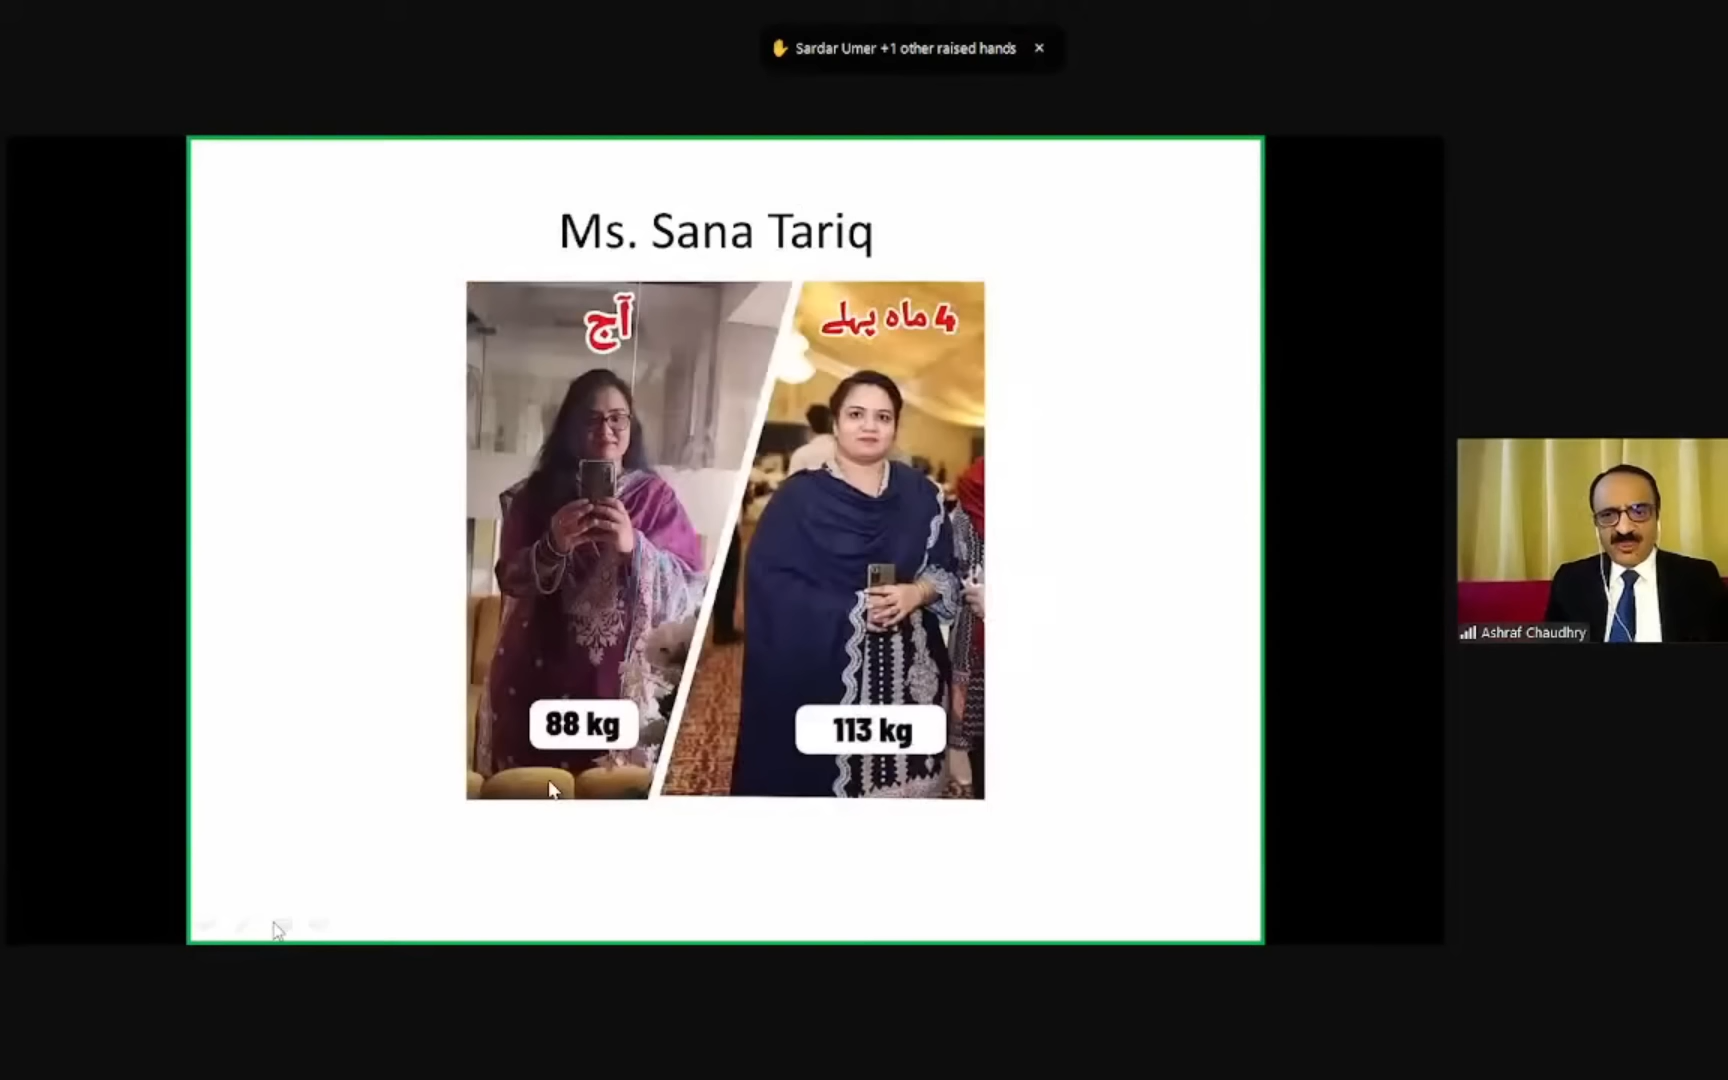 Sardar Umer +1 other raised hands
Ms. Sana Tariq
آج
4 ماہ پہلے
88 kg
113 kg
Ashraf Chaudhry